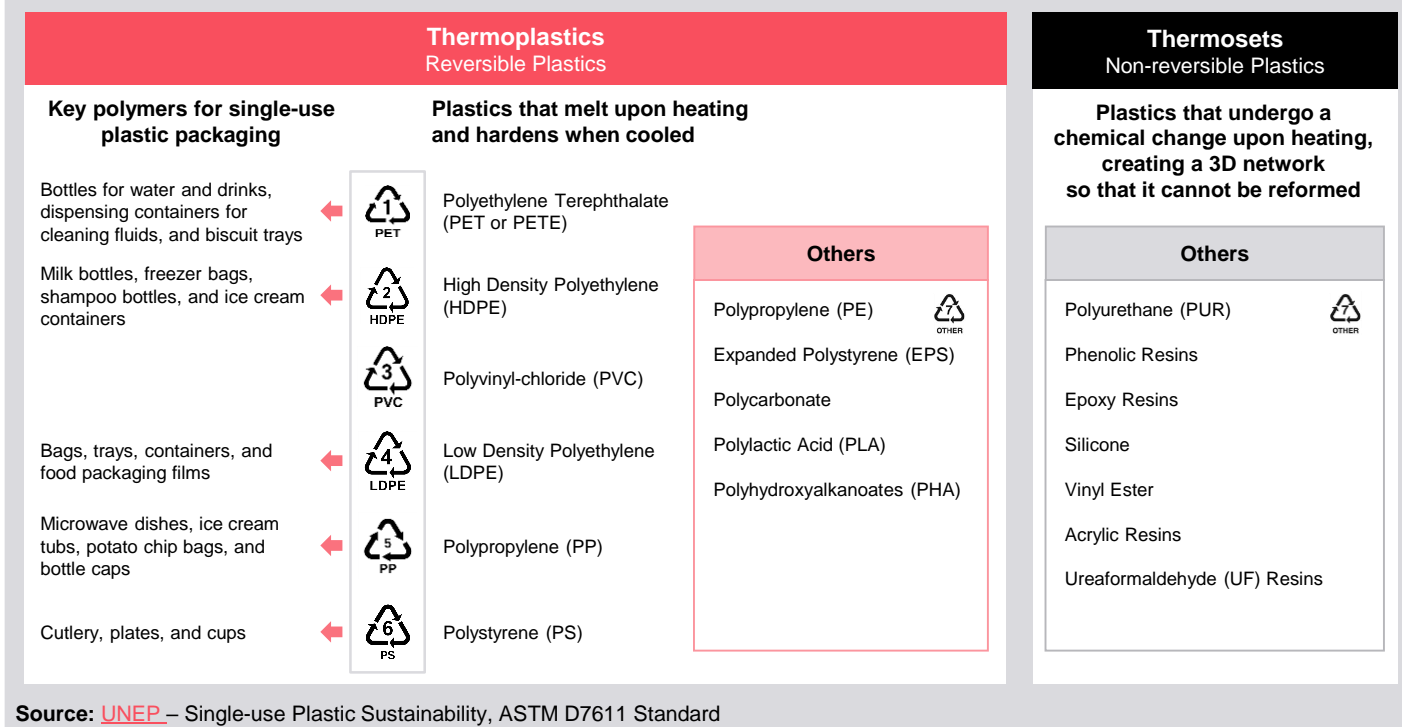 Thermoplastics
Reversible Plastics
Key polymers for single-use
plastic packaging
Plastics that melt upon heating
and hardens when cooled
Bottles for water and drinks,
dispensing containers for
cleaning fluids, and biscuit trays
1
PET
Polyethylene Terephthalate
(PET or PETE)
Milk bottles, freezer bags,
shampoo bottles, and ice cream
containers
2
HDPE
High Density Polyethylene
(HDPE)
3
PVC
Polyvinyl-chloride (PVC)
Bags, trays, containers, and
food packaging films
4
LDPE
Low Density Polyethylene
(LDPE)
Microwave dishes, ice cream
tubs, potato chip bags, and
bottle caps
5
PP
Polypropylene (PP)
Cutlery, plates, and cups
6
PS
Polystyrene (PS)
Others
Polypropylene (PE)
7
OTHER
Expanded Polystyrene (EPS)
Polycarbonate
Polylactic Acid (PLA)
Polyhydroxyalkanoates (PHA)
Thermosets
Non-reversible Plastics
Plastics that undergo a
chemical change upon heating,
creating a 3D network
so that it cannot be reformed
Others
Polyurethane (PUR)
7
OTHER
Phenolic Resins
Epoxy Resins
Silicone
Vinyl Ester
Acrylic Resins
Ureaformaldehyde (UF) Resins
Source: UNEP – Single-use Plastic Sustainability, ASTM D7611 Standard